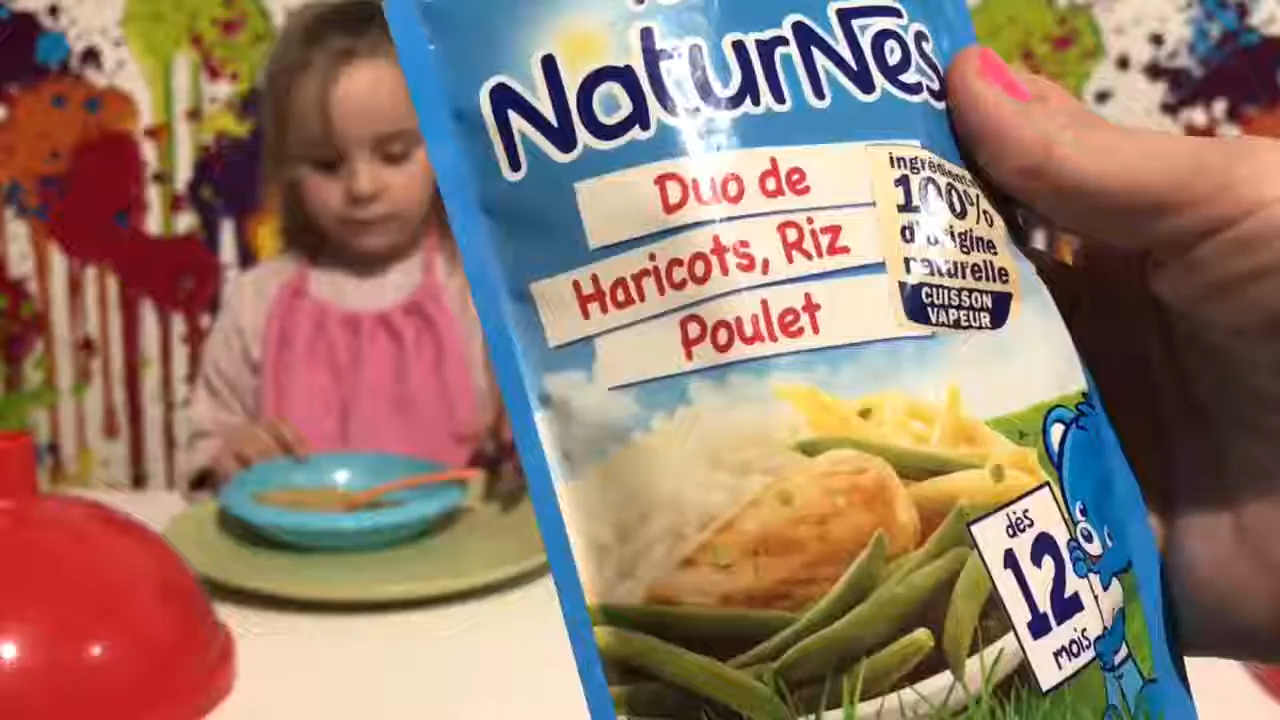 NaturNes
Duo de
Haricots, Riz
Poulet
ingrédients
100%
d'origine
naturelle
CUISSON
VAPEUR
dès
12
mois